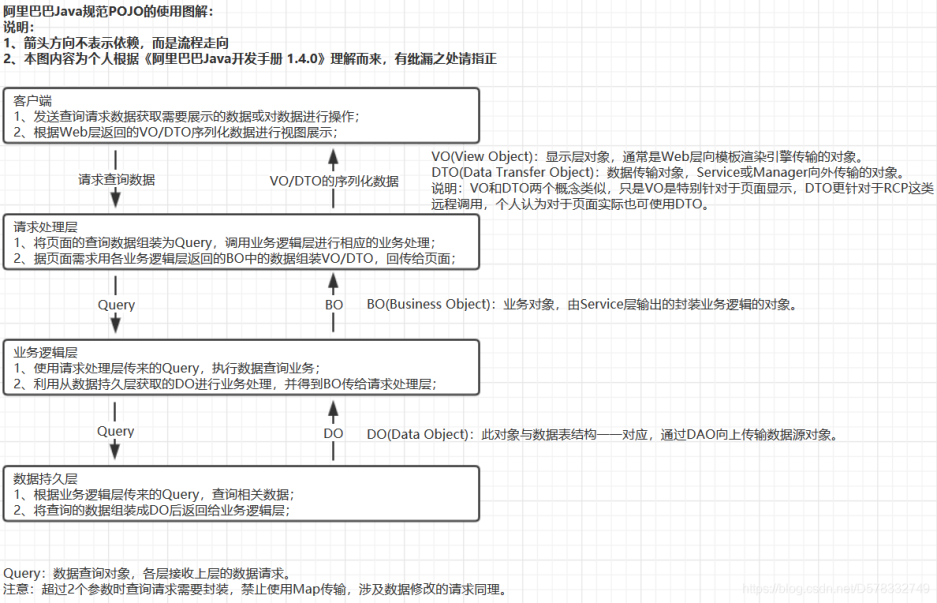 阿里巴巴Java规范POJO的使用图解：
说明：
1、箭头方向不表示依赖，而是流程走向
2、本图内容为个人根据《阿里巴巴Java开发手册 1.4.0》理解而来，有纰漏之处请指正
客户端
1、发送查询请求数据获取需要展示的数据或对数据进行操作；
2、根据Web层返回的VO/DTO序列化数据进行视图展示；
请求查询数据
VO/DTO的序列化数据
VO(View Object)：显示层对象，通常是Web层向模板渲染引擎传输的对象。
DTO(Data Transfer Object)：数据传输对象，Service或Manager向外传输的对象。
说明：VO和DTO两个概念类似，只是VO是特别针对于页面显示，DTO更针对于RCP这类
远程调用，个人认为对于页面实际也可使用DTO。
请求处理层
1、将页面的查询数据组装为Query，调用业务逻辑层进行相应的业务处理；
2、据页面需求用各业务逻辑层返回的BO中的数据组装VO/DTO，回传给页面；
Query
BO
BO(Business Object)：业务对象，由Service层输出的封装业务逻辑的对象。
业务逻辑层
1、使用请求处理层传来的Query，执行数据查询业务；
2、利用从数据持久层获取的DO进行业务处理，并得到BO传给请求处理层；
Query
DO
DO(Data Object)：此对象与数据表结构一一对应，通过DAO向上传输数据源对象。
数据持久层
1、根据业务逻辑层传来的Query，查询相关数据；
2、将查询的数据组装成DO后返回给业务逻辑层；
Query：数据查询对象，各层接收上层的数据请求。
注意：超过2个参数时查询请求需要封装，禁止使用Map传输，涉及数据修改的请求同理。